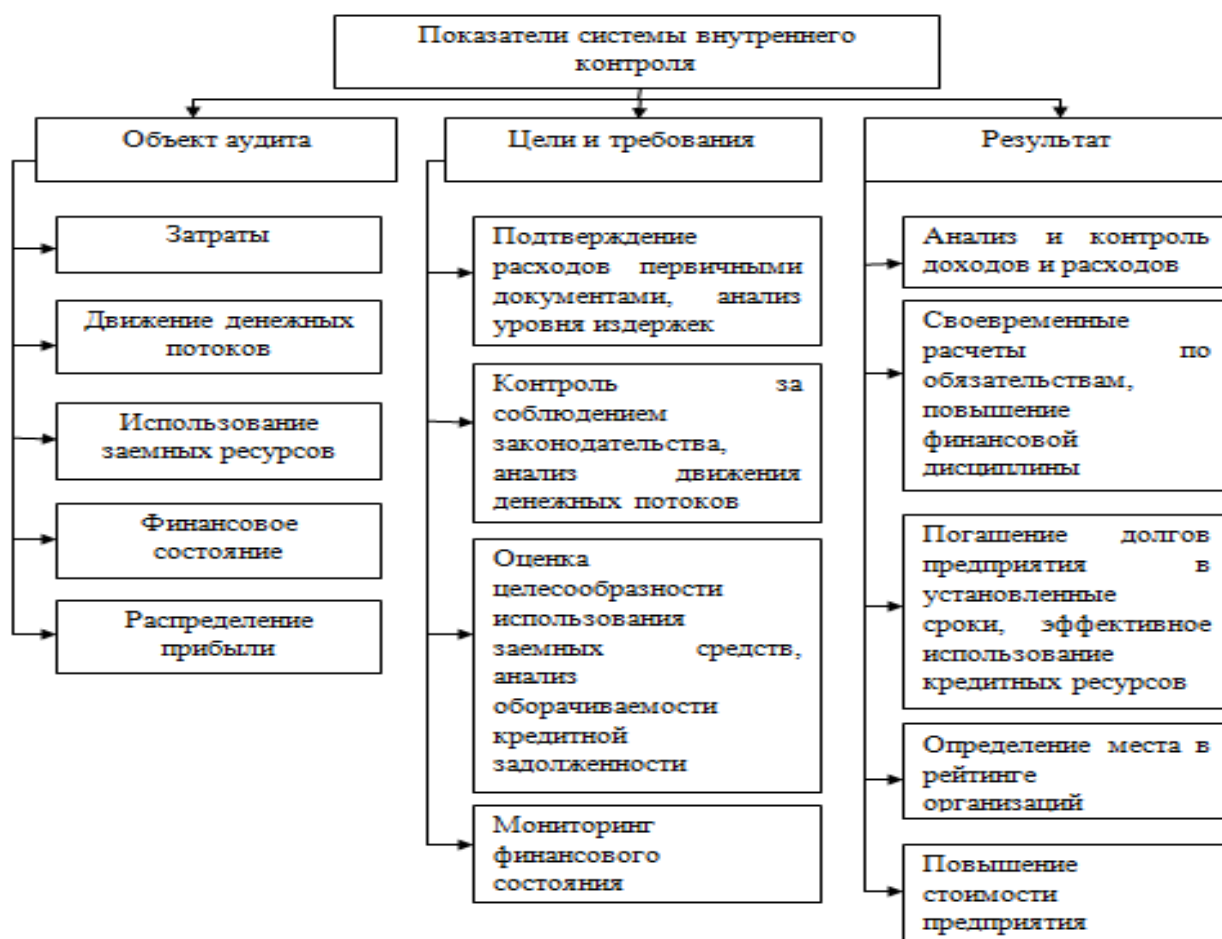 Показатели системы внутреннего
контроля
Объект аудита
Затраты
Движение денежных
потоков
Использование
заемных ресурсов
Финансовое
состояние
Распределение
прибыли
Цели и требования
Подтверждение
расходов первичными
документами, анализ
уровня издержек
Контроль за
соблюдением
законодательства,
анализ движения
денежных потоков
Оценка
целесообразности
использования
заемных средств,
анализ
оборачиваемости
кредитной
задолженности
Мониторинг
финансового
состояния
Результат
Анализ и контроль
доходов и расходов
Своевременные
расчеты по
обязательствам,
повышение
финансовой
дисциплины
Погашение долгов
предприятия в
установленные
сроки, эффективное
использование
кредитных ресурсов
Определение места в
рейтинге
организаций
Повышение
стоимости
предприятия